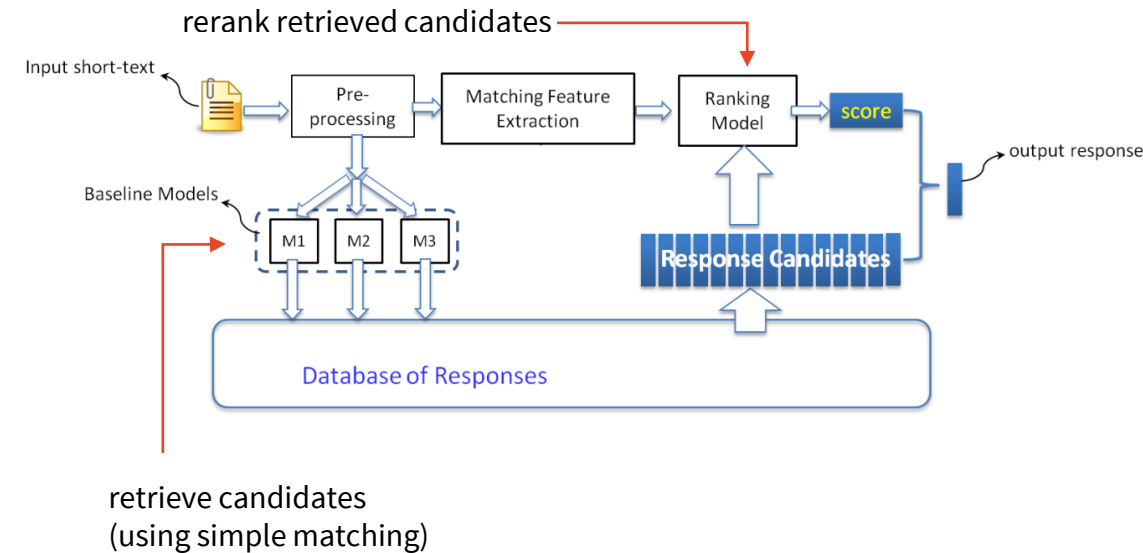 rerank retrieved candidates
Input short-text
Pre-
processing
Matching Feature
Extraction
Ranking
Model
score
output response
Baseline Models
M1
M2
M3
Response Candidates
Database of Responses
retrieve candidates
(using simple matching)